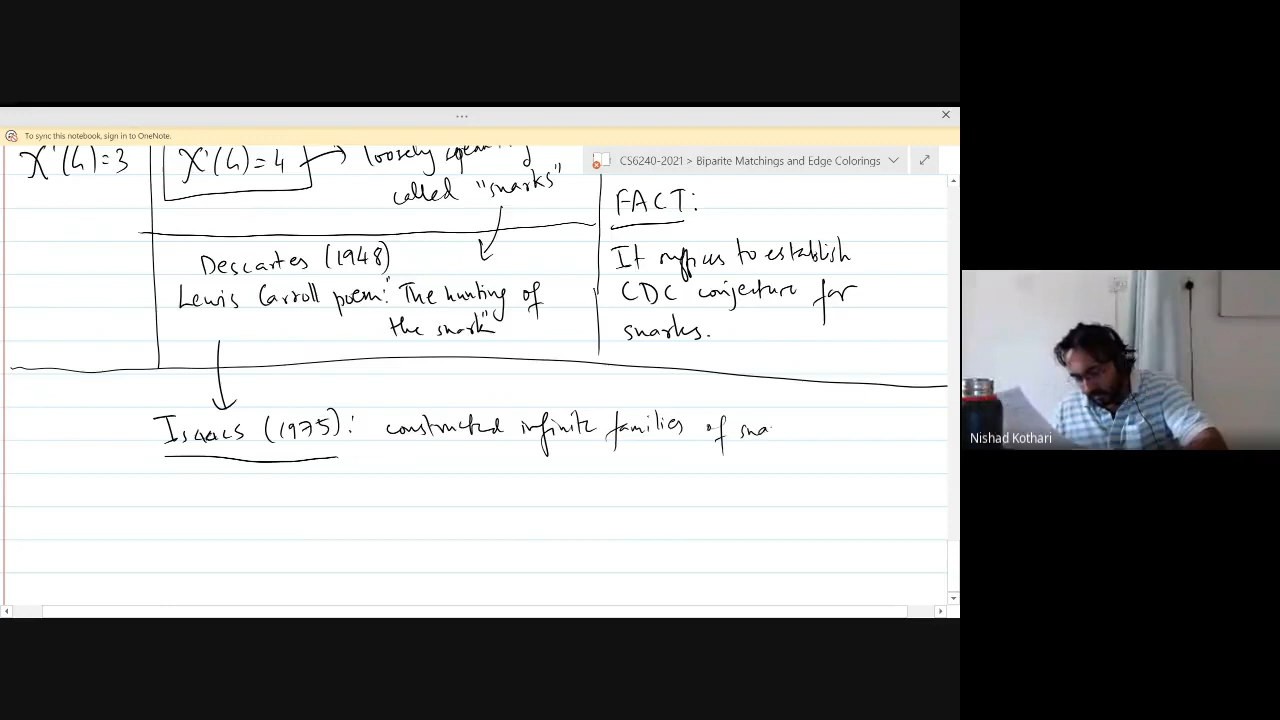 To sync this notebook, sign in to OneNote.
CS6240-2021 > Biparite Matchings and Edge Colorings
χ'(G)=3
χ'(G)=4 → loosely speaking
called "snarks"
Descartes (1948)
Lewis Carroll poem: "The hunting of
the snark"
FACT:
It suffices to establish
CDC conjecture for
snarks.
Isaacs (1975): constructed infinite families of sna
Nishad Kothari